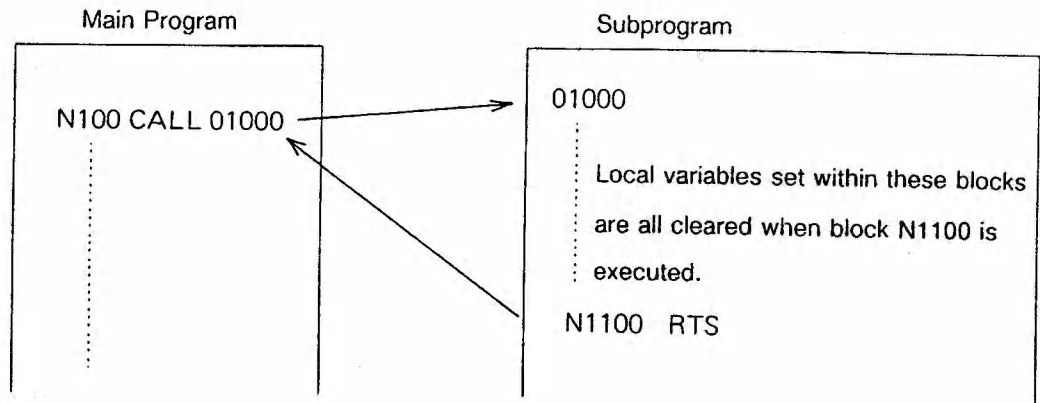 Main Program
Subprogram
N100 CALL 01000
01000
Local variables set within these blocks
are all cleared when block N1100 is
executed.
N1100 RTS